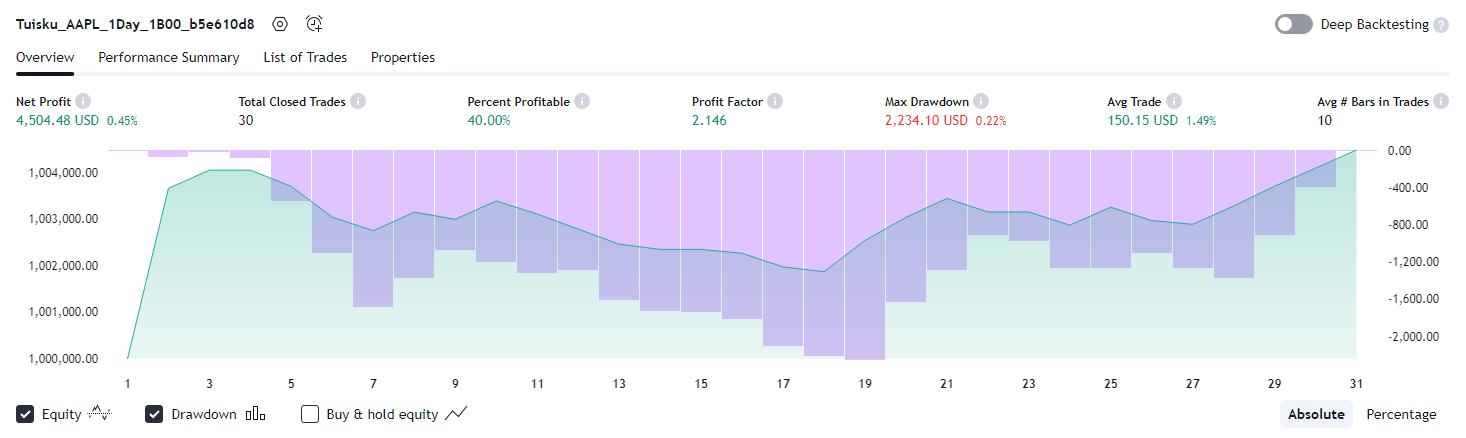 Tuisku_AAPL_1Day_1B00_b5e610d8
Deep Backtesting
Overview Performance Summary List of Trades Properties
Net Profit Total Closed Trades Percent Profitable Profit Factor Max Drawdown Avg Trade Avg # Bars in Trades
4,504.48 USD 0.45% 30 40.00% 2.146 2,234.10 USD 0.22% 150.15 USD 1.49% 10
1,004,000.00
1,003,000.00
1,002,000.00
1,001,000.00
1,000,000.00
0.00
-400.00
-800.00
-1,200.00
-1,600.00
-2,000.00
1 3 5 7 9 11 13 15 17 19 21 23 25 27 29 31
Equity Drawdown Buy & hold equity Absolute Percentage